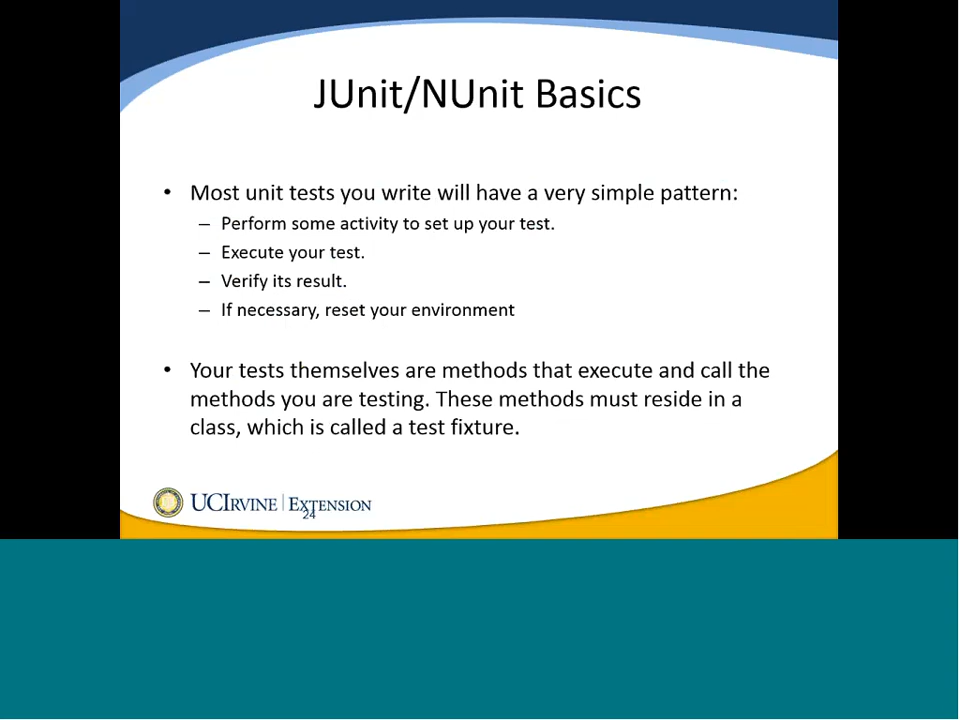 JUnit/NUnit Basics
• Most unit tests you write will have a very simple pattern:
– Perform some activity to set up your test.
– Execute your test.
– Verify its result.
– If necessary, reset your environment
• Your tests themselves are methods that execute and call the
methods you are testing. These methods must reside in a
class, which is called a test fixture.
UCIRVINE | EXTENSION
24